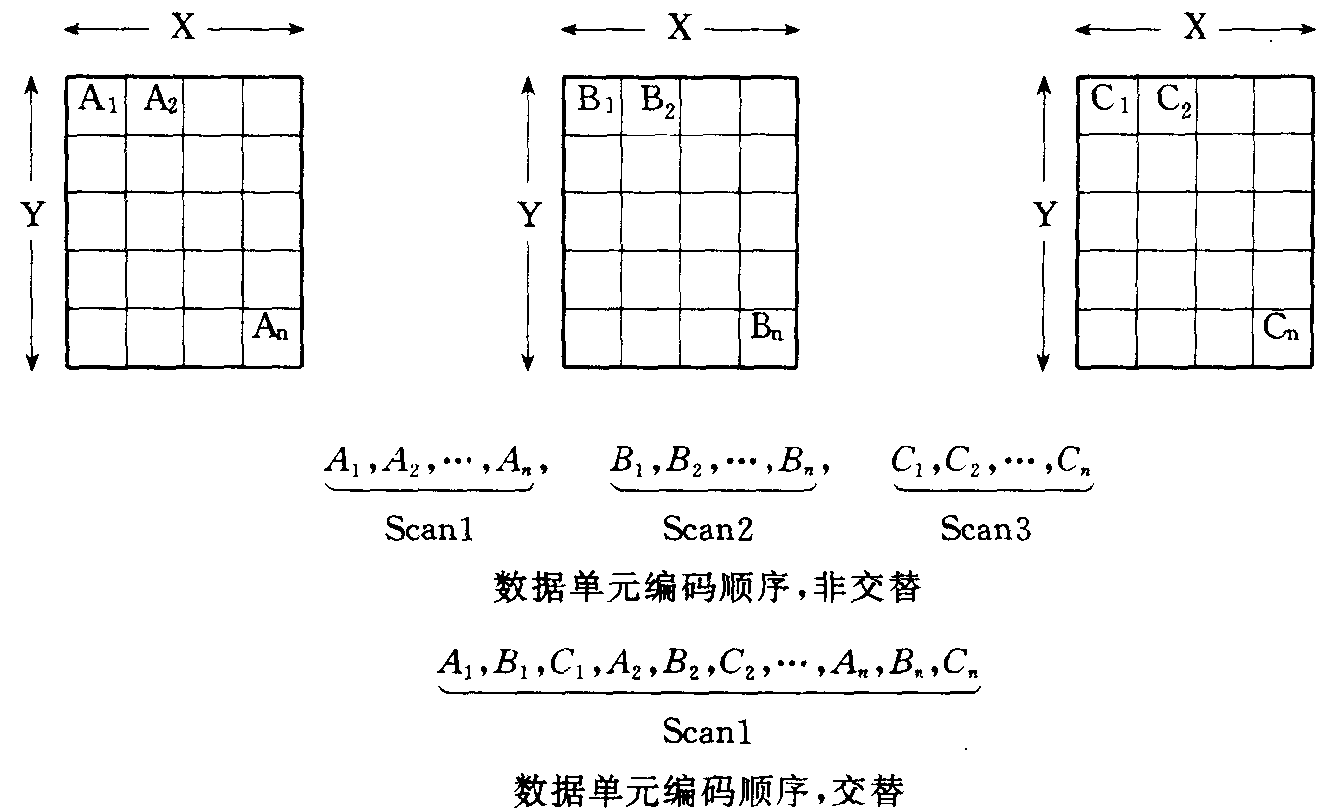 X X X
A₁ A₂ B₁ B₂ C₁ C₂
Y Y Y
Aₙ Bₙ Cₙ
A₁,A₂,…,Aₙ, B₁,B₂,…,Bₙ, C₁,C₂,…,Cₙ
Scan1 Scan2 Scan3
数据单元编码顺序,非交替
A₁,B₁,C₁,A₂,B₂,C₂,…,Aₙ,Bₙ,Cₙ
Scan1
数据单元编码顺序,交替